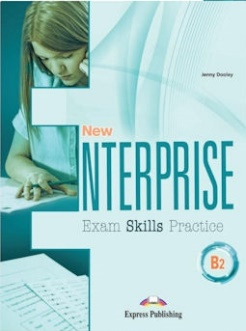 Jenny Dooley
New
ENTERPRISE
Exam Skills Practice
B2
Express Publishing